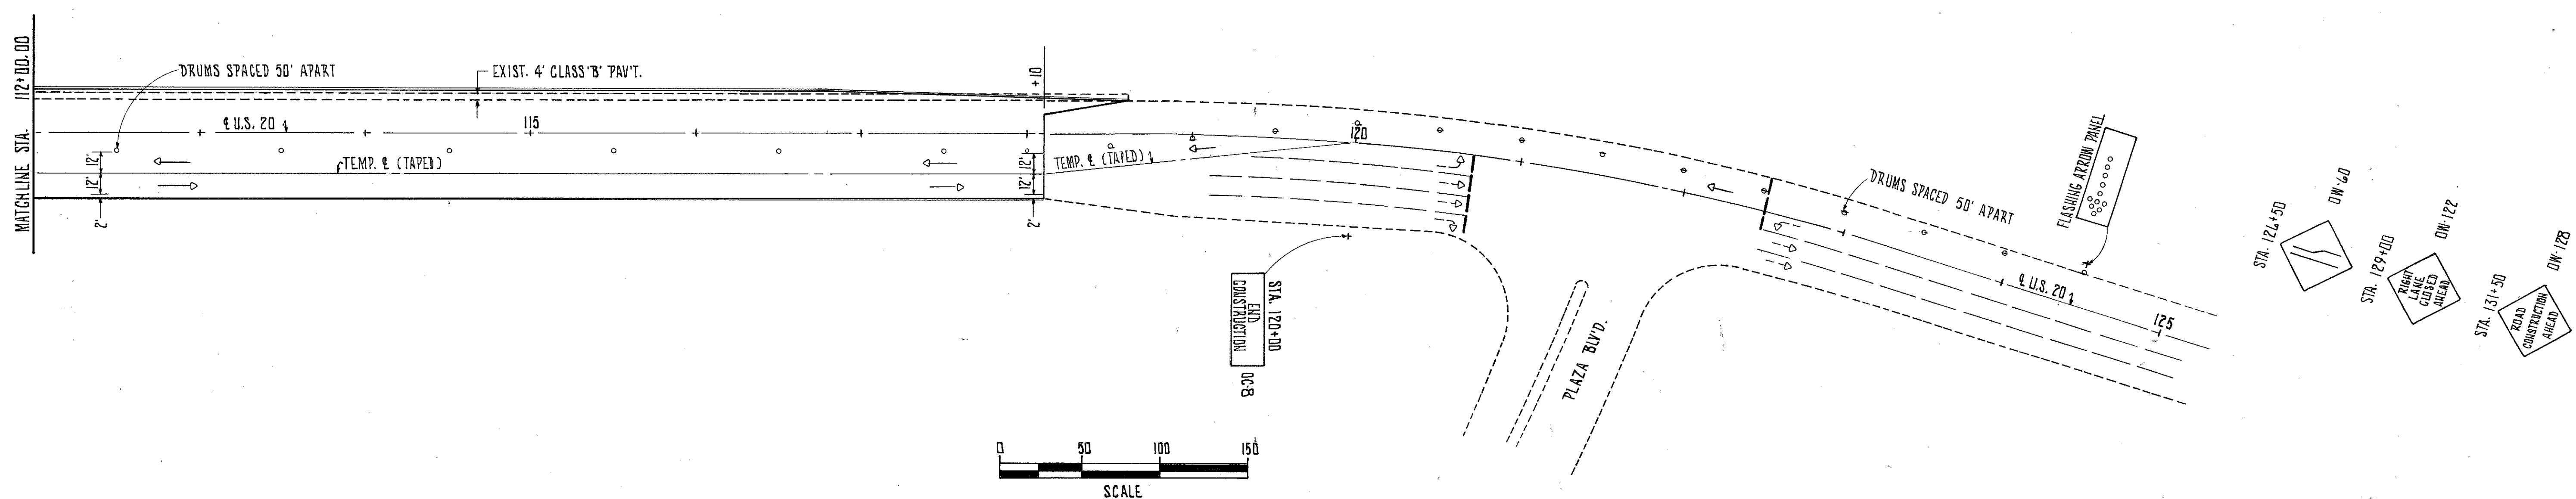 MATCHLINE STA. 112+00.00
DRUMS SPACED 50' APART
EXIST. 4' CLASS 'B' PAV'T.
+10
℄ U.S. 20
115
12'
12'
2'
TEMP. ℄ (TAPED)
12'
12'
2'
TEMP. ℄ (TAPED)
120
STA. 120+00
END
CONSTRUCTION
OC-8
PLAZA BLV'D.
DRUMS SPACED 50' APART
FLASHING ARROW PANEL
℄ U.S. 20
125
STA. 126+50
OW-60
STA. 129+00
RIGHT
LANE
CLOSED
AHEAD
OW-122
STA. 131+50
ROAD
CONSTRUCTION
AHEAD
OW-128
0 50 100 150
SCALE